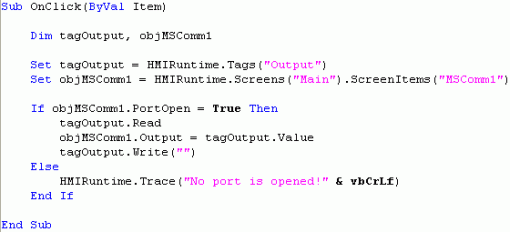 Sub OnClick(ByVal Item)
Dim tagOutput, objMSComm1
Set tagOutput = HMIRuntime.Tags("Output")
Set objMSComm1 = HMIRuntime.Screens("Main").ScreenItems("MSComm1")
If objMSComm1.PortOpen = True Then
tagOutput.Read
objMSComm1.Output = tagOutput.Value
tagOutput.Write("")
Else
HMIRuntime.Trace("No port is opened!" & vbCrLf)
End If
End Sub